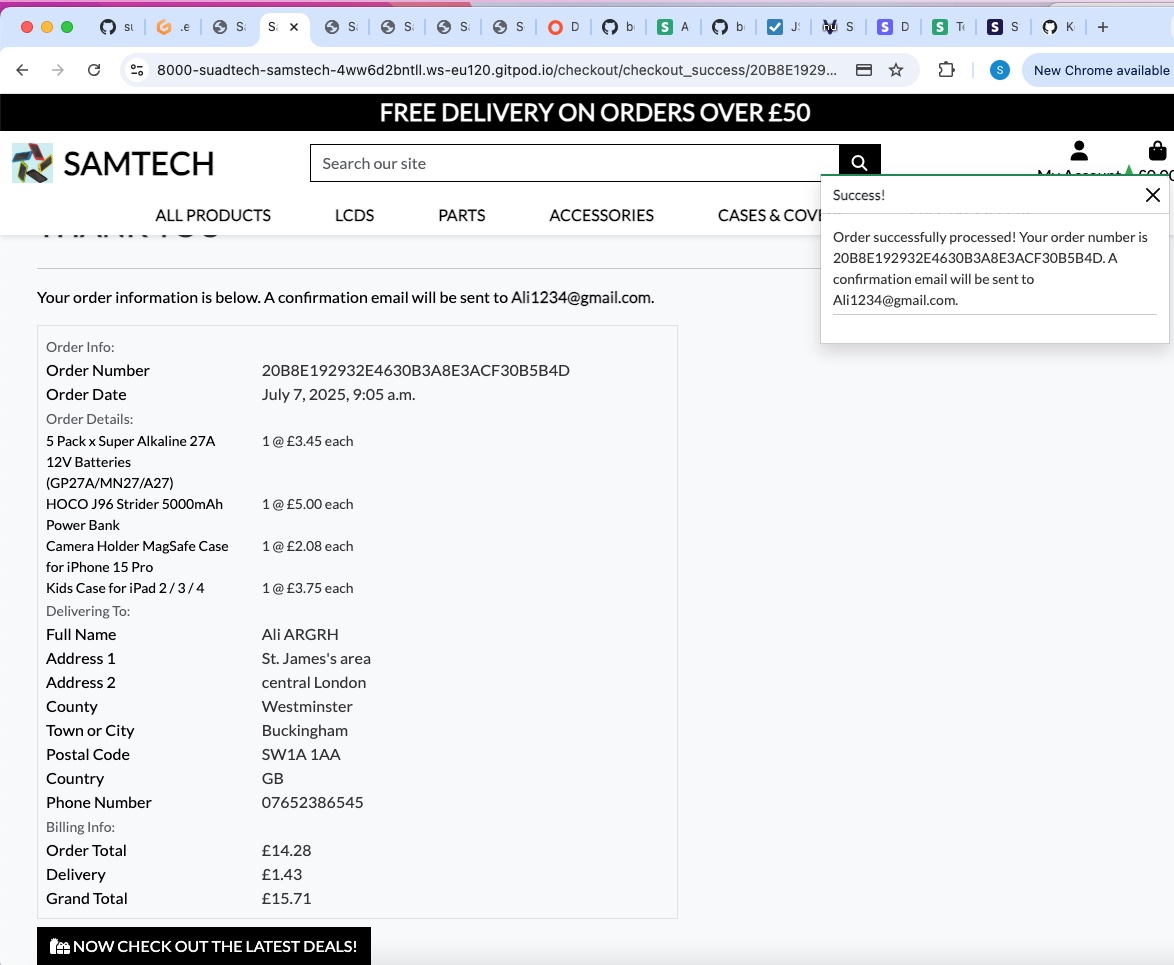 su
.e
Sa
Sa
Sa
Sa
Sa
D
b
A
b
JS
S
D
Te
S
K
8000-suadtech-samstech-4ww6d2bntll.ws-eu120.gitpod.io/checkout/checkout_success/20B8E1929...
S
New Chrome available
FREE DELIVERY ON ORDERS OVER £50
SAMTECH
Search our site
My Account
£0.00
ALL PRODUCTS
LCDS
PARTS
ACCESSORIES
CASES & COVE
Success!
Order successfully processed! Your order number is
20B8E192932E4630B3A8E3ACF30B5B4D. A
confirmation email will be sent to
Ali1234@gmail.com.
THANK YOU
Your order information is below. A confirmation email will be sent to Ali1234@gmail.com.
Order Info:
Order Number 20B8E192932E4630B3A8E3ACF30B5B4D
Order Date July 7, 2025, 9:05 a.m.
Order Details:
5 Pack x Super Alkaline 27A 1 @ £3.45 each
12V Batteries
(GP27A/MN27/A27)
HOCO J96 Strider 5000mAh 1 @ £5.00 each
Power Bank
Camera Holder MagSafe Case 1 @ £2.08 each
for iPhone 15 Pro
Kids Case for iPad 2 / 3 / 4 1 @ £3.75 each
Delivering To:
Full Name Ali ARGRH
Address 1 St. James's area
Address 2 central London
County Westminster
Town or City Buckingham
Postal Code SW1A 1AA
Country GB
Phone Number 07652386545
Billing Info:
Order Total £14.28
Delivery £1.43
Grand Total £15.71
NOW CHECK OUT THE LATEST DEALS!